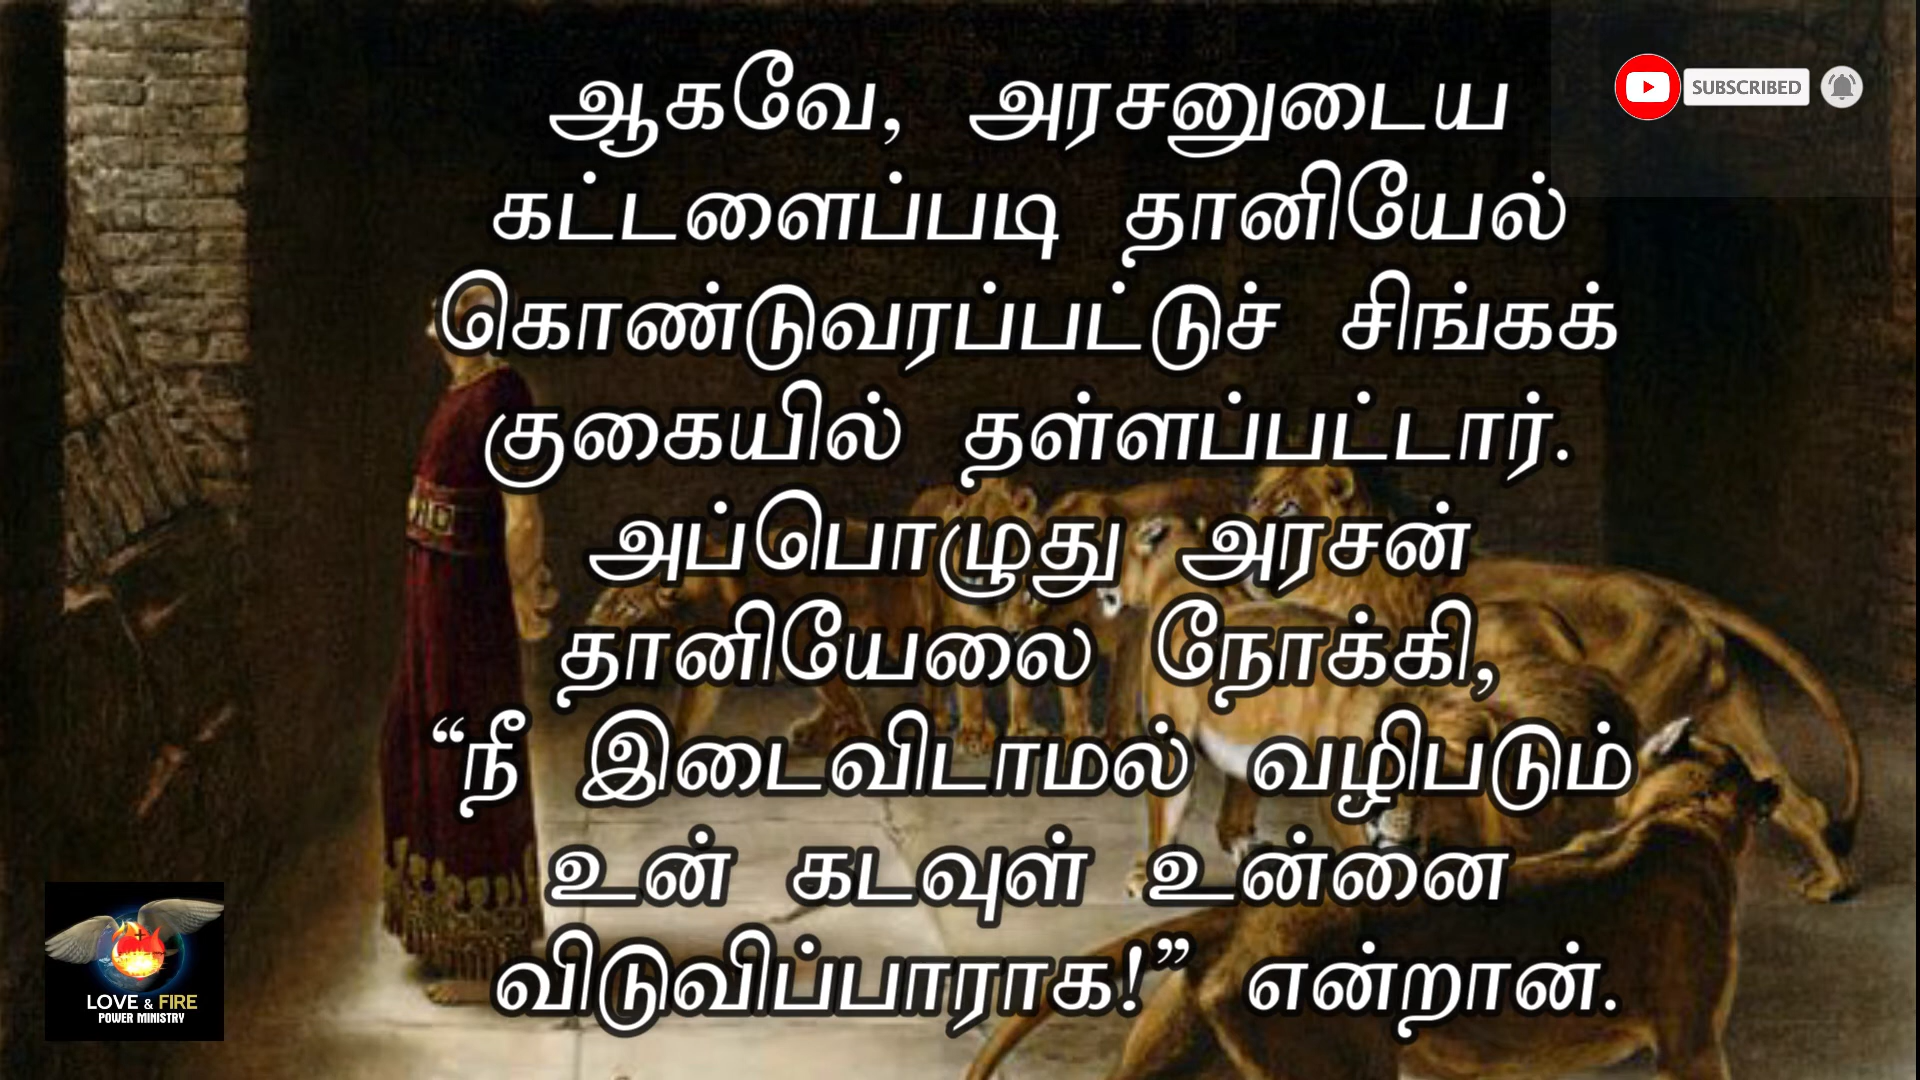 ஆகவே, அரசனுடைய
கட்டளைப்படி தானியேல்
கொண்டுவரப்பட்டுச் சிங்கக்
குகையில் தள்ளப்பட்டார்.
அப்பொழுது அரசன்
தானியேலை நோக்கி,
“நீ இடைவிடாமல் வழிபடும்
உன் கடவுள் உன்னை
விடுவிப்பாராக!” என்றான்.
SUBSCRIBED
LOVE & FIRE
POWER MINISTRY